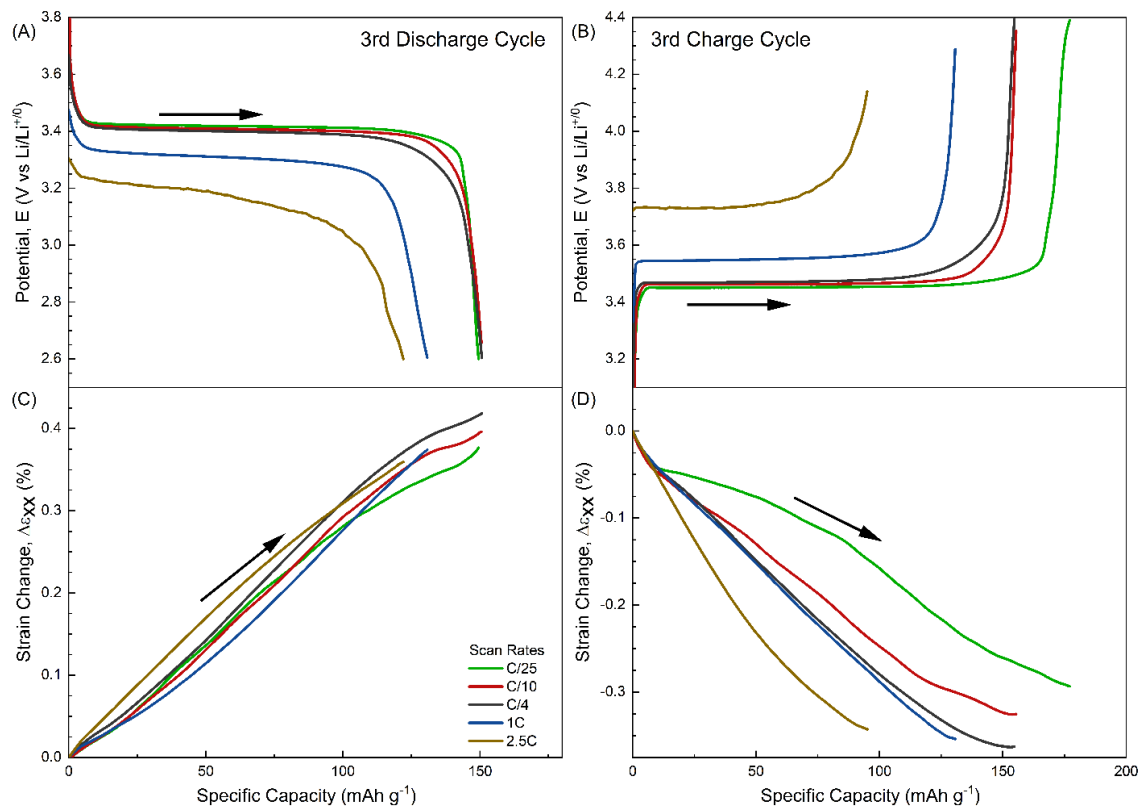 (A)
3rd Discharge Cycle
3.8
3.6
3.4
3.2
3.0
2.8
2.6
Potential, E (V vs Li/Li⁺ᐟ⁰)
(B)
3rd Charge Cycle
4.4
4.2
4.0
3.8
3.6
3.4
3.2
Potential, E (V vs Li/Li⁺ᐟ⁰)
(C)
0.4
0.3
0.2
0.1
0.0
Strain Change, Δεxx (%)
Scan Rates
C/25
C/10
C/4
1C
2.5C
0
50
100
150
Specific Capacity (mAh g⁻¹)
(D)
0.0
-0.1
-0.2
-0.3
Strain Change, Δεxx (%)
0
50
100
150
200
Specific Capacity (mAh g⁻¹)